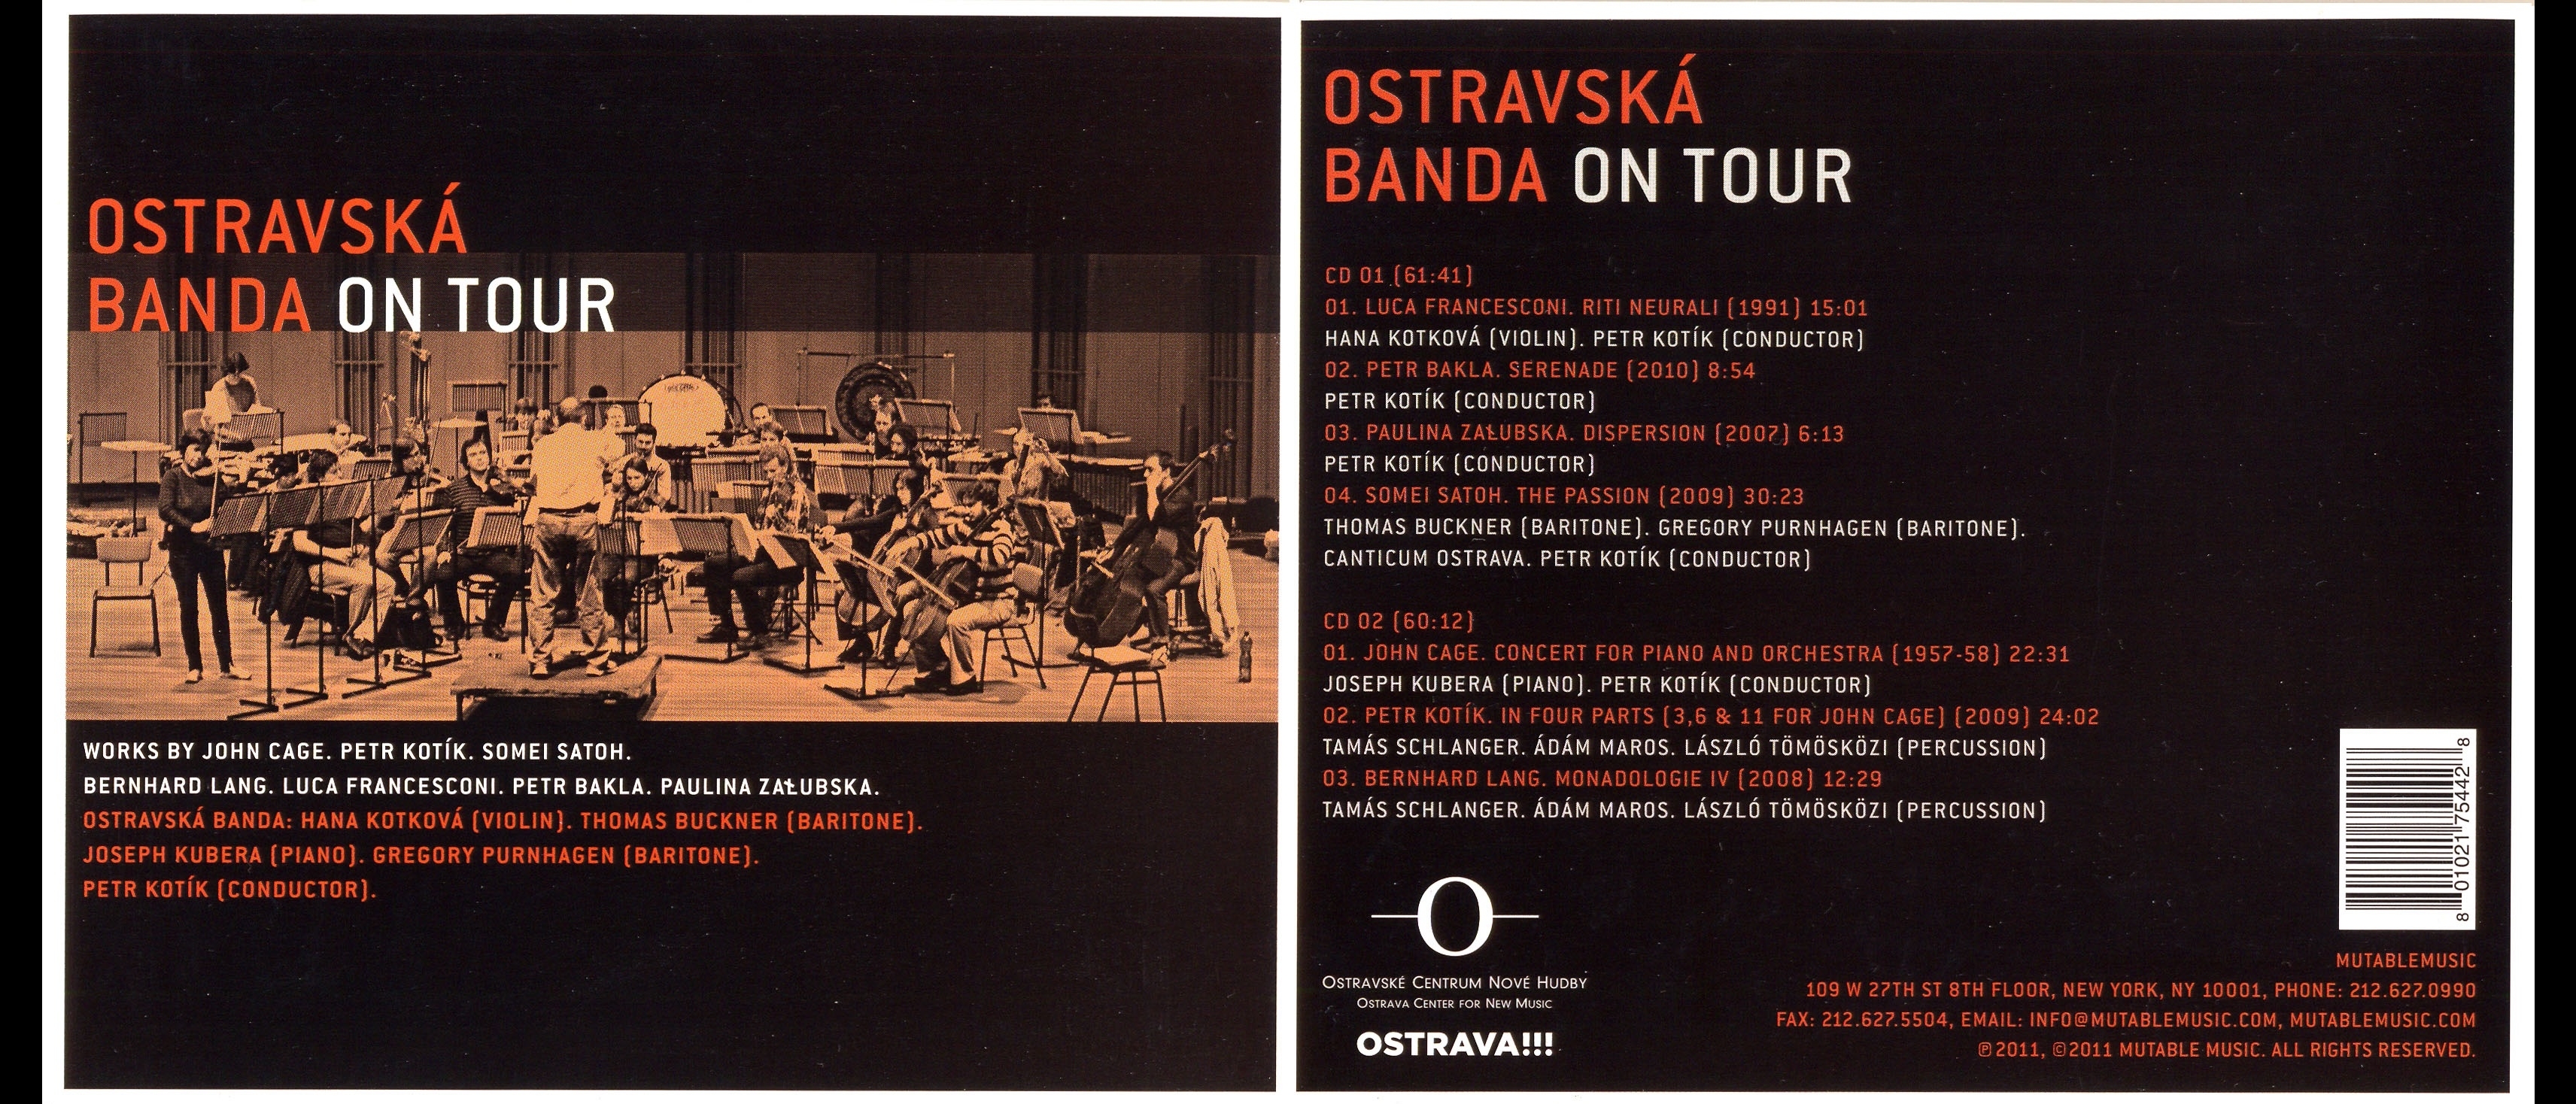 OSTRAVSKÁ
BANDA ON TOUR
WORKS BY JOHN CAGE. PETR KOTÍK. SOMEI SATOH.
BERNHARD LANG. LUCA FRANCESCONI. PETR BAKLA. PAULINA ZAŁUBSKA.
OSTRAVSKÁ BANDA: HANA KOTKOVÁ (VIOLIN). THOMAS BUCKNER (BARITONE).
JOSEPH KUBERA (PIANO). GREGORY PURNHAGEN (BARITONE).
PETR KOTÍK (CONDUCTOR).
OSTRAVSKÁ
BANDA ON TOUR
CD 01 (61:41)
01. LUCA FRANCESCONI. RITI NEURALI (1991) 15:01
HANA KOTKOVÁ (VIOLIN). PETR KOTÍK (CONDUCTOR)
02. PETR BAKLA. SERENADE (2010) 8:54
PETR KOTÍK (CONDUCTOR)
03. PAULINA ZAŁUBSKA. DISPERSION (2007) 6:13
PETR KOTÍK (CONDUCTOR)
04. SOMEI SATOH. THE PASSION (2009) 30:23
THOMAS BUCKNER (BARITONE). GREGORY PURNHAGEN (BARITONE).
CANTICUM OSTRAVA. PETR KOTÍK (CONDUCTOR)
CD 02 (60:12)
01. JOHN CAGE. CONCERT FOR PIANO AND ORCHESTRA (1957-58) 22:31
JOSEPH KUBERA (PIANO). PETR KOTÍK (CONDUCTOR)
02. PETR KOTÍK. IN FOUR PARTS (3,6 & 11 FOR JOHN CAGE) (2009) 24:02
TAMÁS SCHLANGER. ÁDÁM MAROS. LÁSZLÓ TÖMÖSKÖZI (PERCUSSION)
03. BERNHARD LANG. MONADOLOGIE IV (2008) 12:29
TAMÁS SCHLANGER. ÁDÁM MAROS. LÁSZLÓ TÖMÖSKÖZI (PERCUSSION)
8 01021 75442 8
O
OSTRAVSKÉ CENTRUM NOVÉ HUDBY
OSTRAVA CENTER FOR NEW MUSIC
OSTRAVA!!!
MUTABLEMUSIC
109 W 27TH ST 8TH FLOOR, NEW YORK, NY 10001, PHONE: 212.627.0990
FAX: 212.627.5504, EMAIL: INFO@MUTABLEMUSIC.COM, MUTABLEMUSIC.COM
℗2011, ©2011 MUTABLE MUSIC. ALL RIGHTS RESERVED.